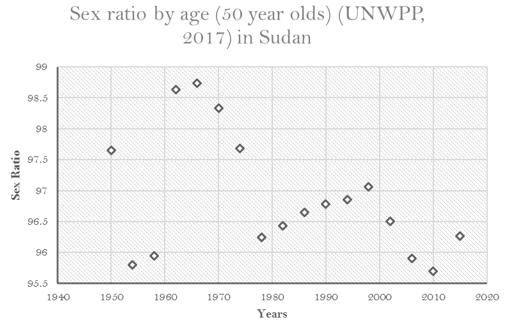 Sex ratio by age (50 year olds) (UNWPP,
2017) in Sudan
99
98.5
98
97.5
97
96.5
96
95.5
Sex Ratio
1940 1950 1960 1970 1980 1990 2000 2010 2020
Years